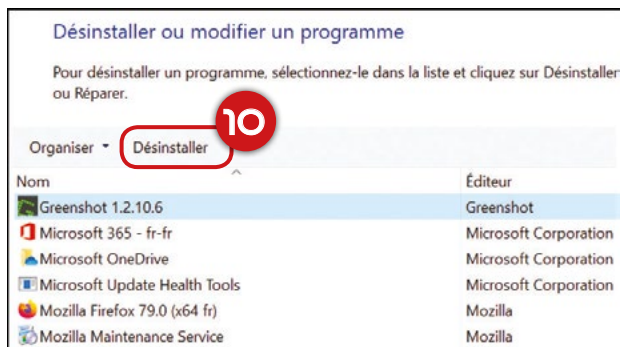 Désinstaller ou modifier un programme
Pour désinstaller un programme, sélectionnez-le dans la liste et cliquez sur Désinstaller
ou Réparer.
10
Organiser Désinstaller
Nom Éditeur
Greenshot 1.2.10.6 Greenshot
Microsoft 365 - fr-fr Microsoft Corporation
Microsoft OneDrive Microsoft Corporation
Microsoft Update Health Tools Microsoft Corporation
Mozilla Firefox 79.0 (x64 fr) Mozilla
Mozilla Maintenance Service Mozilla